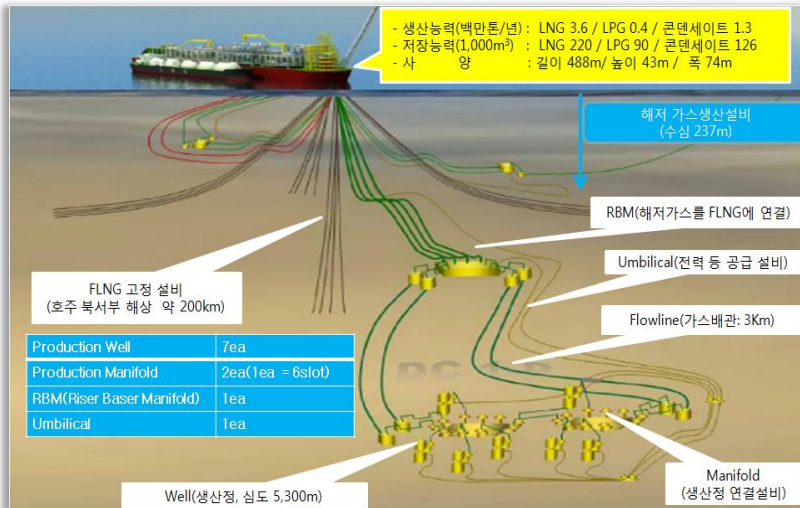 - 생산능력(백만톤/년) : LNG 3.6 / LPG 0.4 / 콘덴세이트 1.3
- 저장능력(1,000m³) : LNG 220 / LPG 90 / 콘덴세이트 126
- 사 양 : 길이 488m/ 높이 43m / 폭 74m
해저 가스생산설비
(수심 237m)
RBM(해저가스를 FLNG에 연결)
Umbilical(전력 등 공급 설비)
FLNG 고정 설비
(호주 북서부 해상 약 200km)
Flowline(가스배관: 3Km)
Production Well 7ea
Production Manifold 2ea(1ea = 6slot)
RBM(Riser Baser Manifold) 1ea
Umbilical 1ea
Manifold
(생산정 연결설비)
Well(생산정, 심도 5,300m)